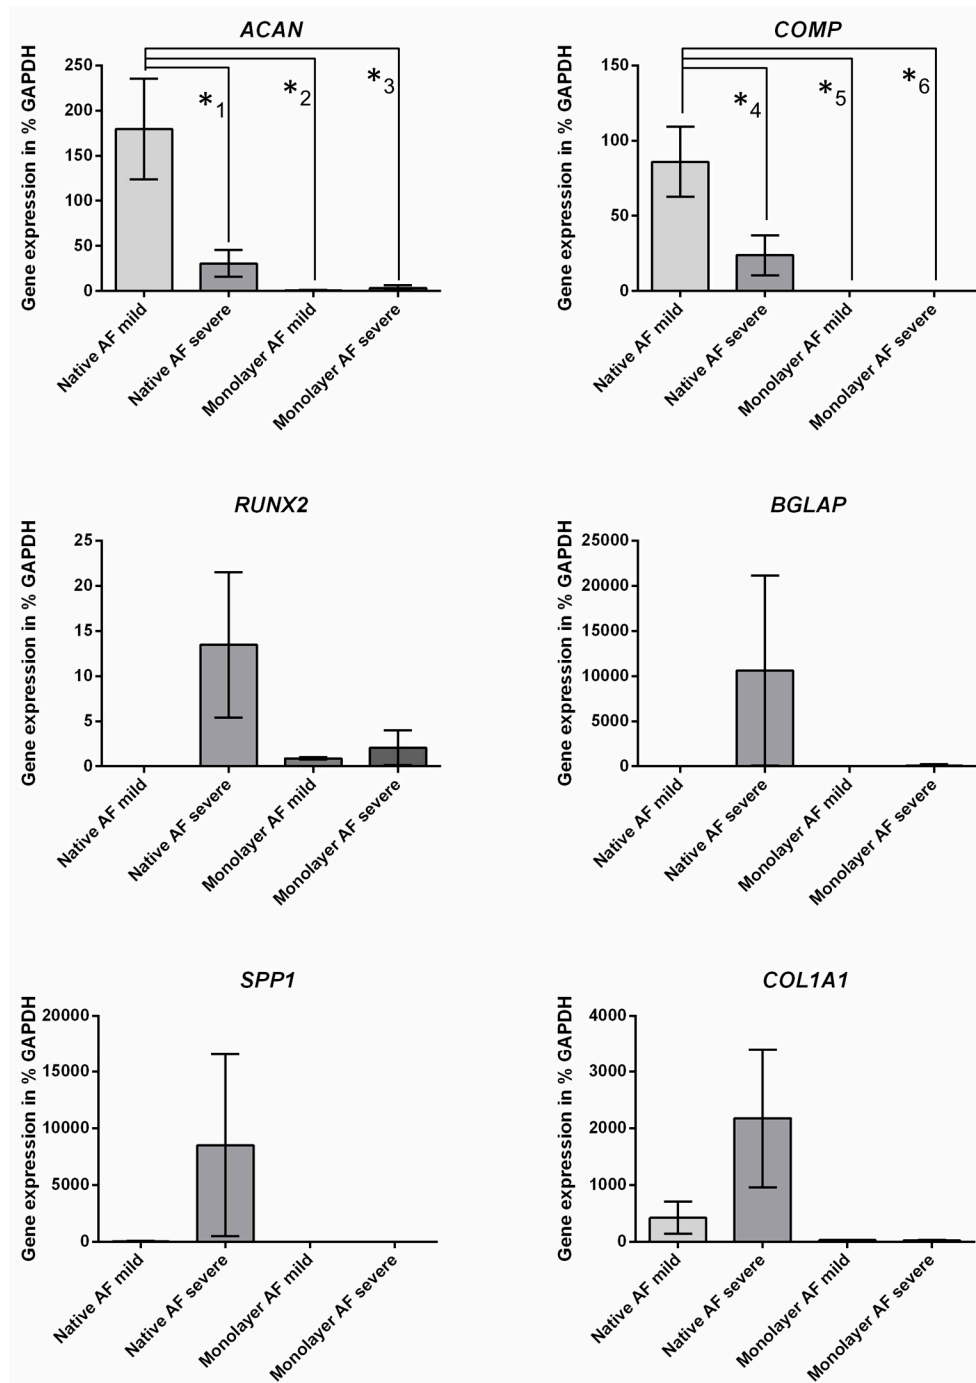 ACAN
Gene expression in % GAPDH
250
200
150
100
50
0
*1
*2
*3
Native AF mild
Native AF severe
Monolayer AF mild
Monolayer AF severe
COMP
Gene expression in % GAPDH
150
100
50
0
*4
*5
*6
Native AF mild
Native AF severe
Monolayer AF mild
Monolayer AF severe
RUNX2
Gene expression in % GAPDH
25
20
15
10
5
0
Native AF mild
Native AF severe
Monolayer AF mild
Monolayer AF severe
BGLAP
Gene expression in % GAPDH
25000
20000
15000
10000
5000
0
Native AF mild
Native AF severe
Monolayer AF mild
Monolayer AF severe
SPP1
Gene expression in % GAPDH
20000
15000
10000
5000
0
Native AF mild
Native AF severe
Monolayer AF mild
Monolayer AF severe
COL1A1
Gene expression in % GAPDH
4000
3000
2000
1000
0
Native AF mild
Native AF severe
Monolayer AF mild
Monolayer AF severe